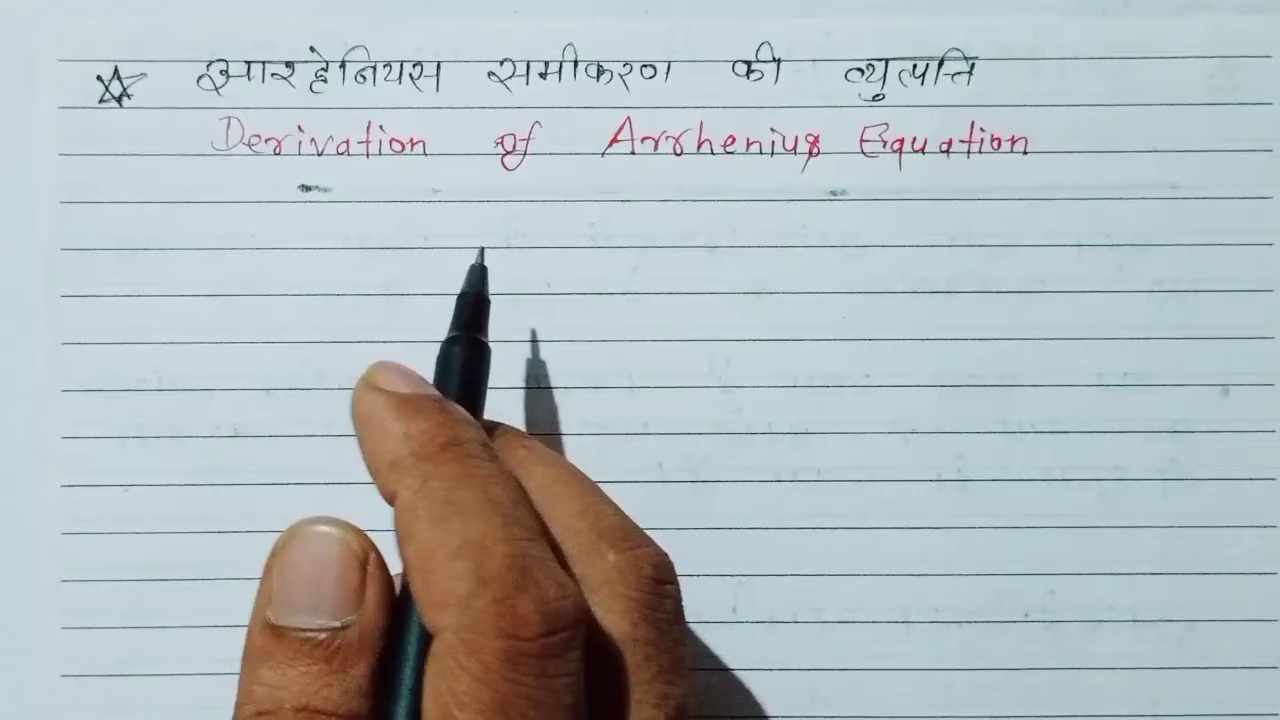 आरहेनियस समीकरण की व्युत्पत्ति
Derivation of Arrhenius Equation